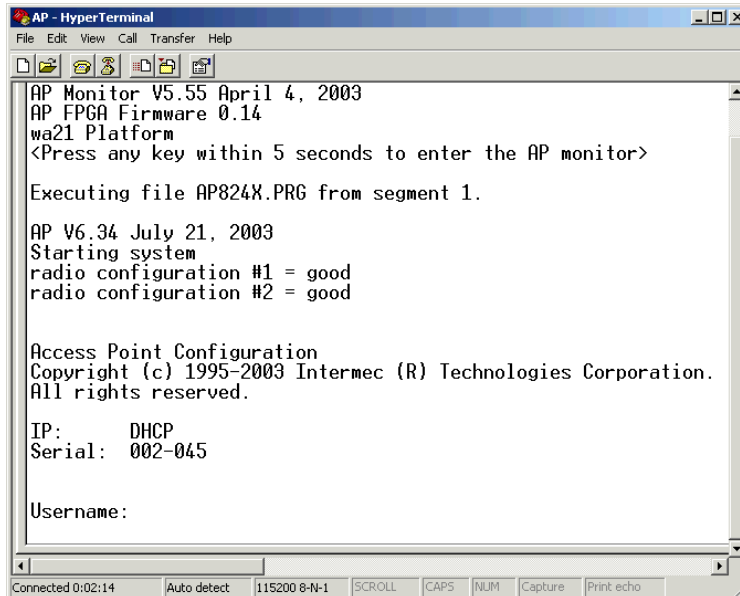 AP - HyperTerminal
File Edit View Call Transfer Help
AP Monitor V5.55 April 4, 2003
AP FPGA Firmware 0.14
wa21 Platform
<Press any key within 5 seconds to enter the AP monitor>
Executing file AP824X.PRG from segment 1.
AP V6.34 July 21, 2003
Starting system
radio configuration #1 = good
radio configuration #2 = good
Access Point Configuration
Copyright (c) 1995-2003 Intermec (R) Technologies Corporation.
All rights reserved.
IP: DHCP
Serial: 002-045
Username:
Connected 0:02:14 Auto detect 115200 8-N-1 SCROLL CAPS NUM Capture Print echo